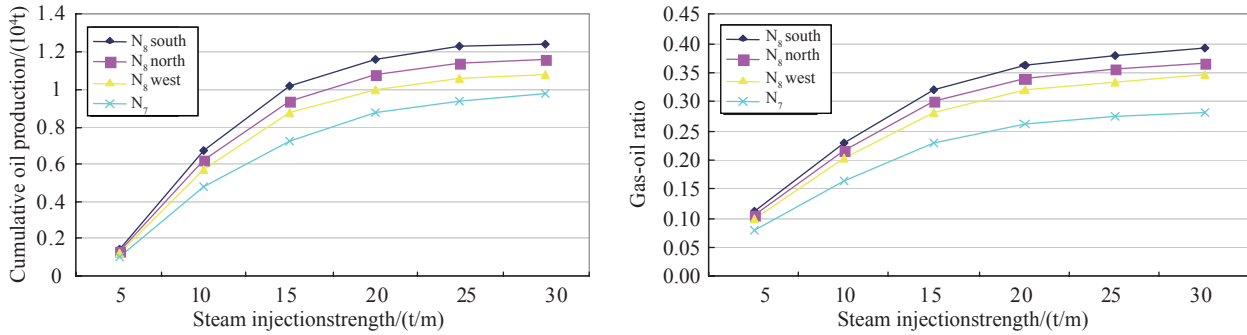 Cumulative oil production/(10⁴t)
1.4
1.2
1
0.8
0.6
0.4
0.2
0
N₈ south
N₈ north
N₈ west
N₇
5 10 15 20 25 30
Steam injectionstrength/(t/m)
Gas-oil ratio
0.45
0.40
0.35
0.30
0.25
0.20
0.15
0.10
0.05
0.00
N₈ south
N₈ north
N₈ west
N₇
5 10 15 20 25 30
Steam injectionstrength/(t/m)